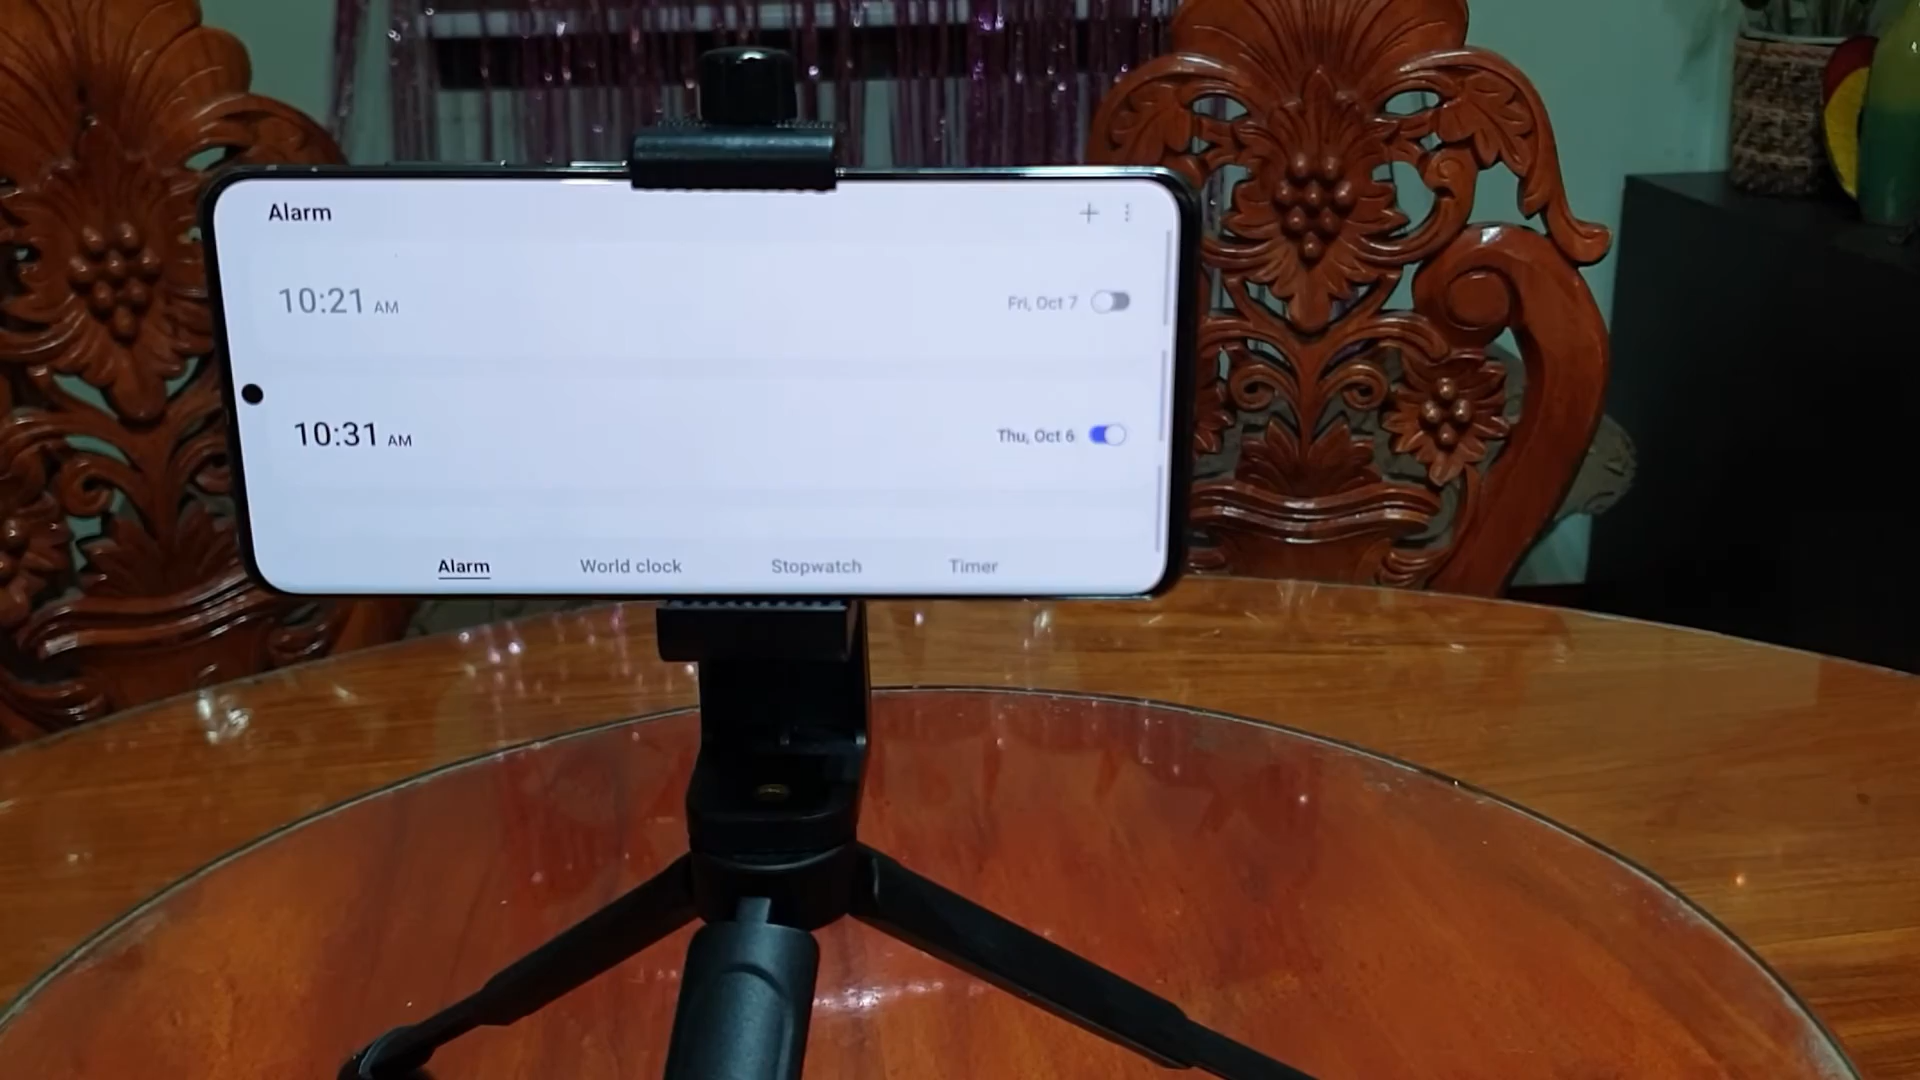 Alarm
10:21 AM Fri, Oct 7
10:31 AM Thu, Oct 6
Alarm World clock Stopwatch Timer